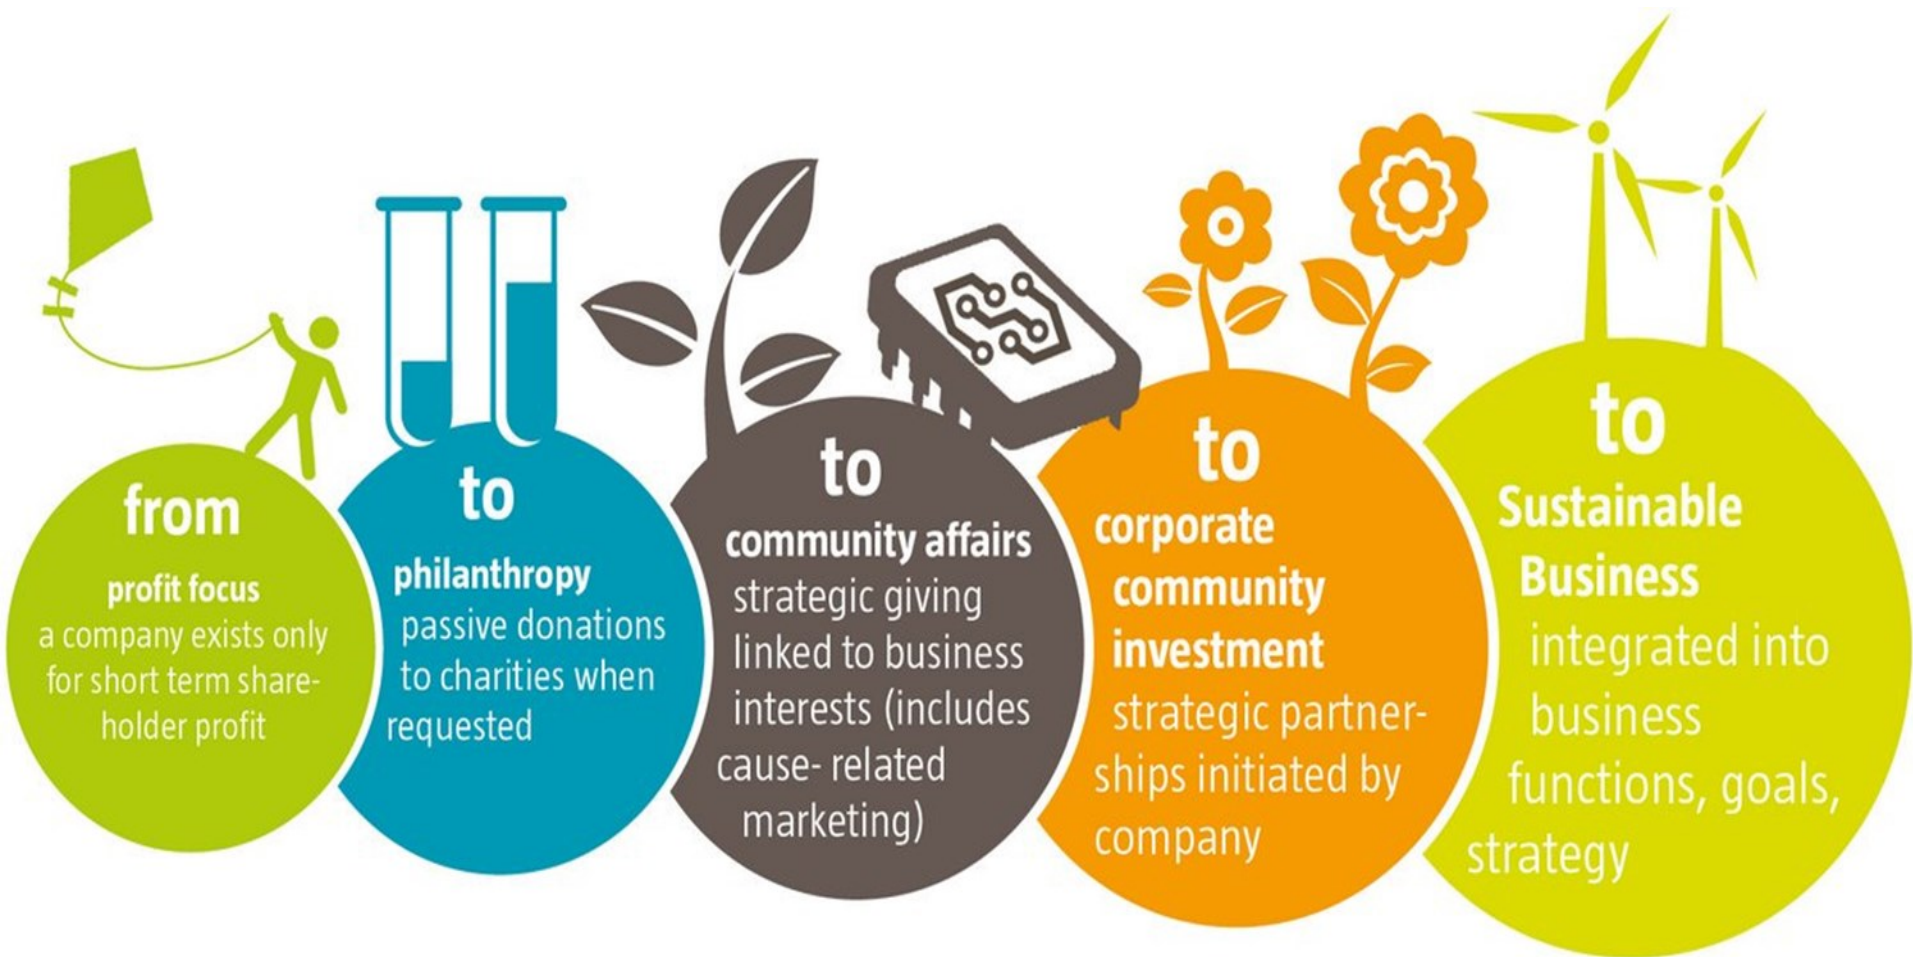 from
profit focus
a company exists only
for short term share-
holder profit
to
philanthropy
passive donations
to charities when
requested
to
community affairs
strategic giving
linked to business
interests (includes
cause- related
marketing)
to
corporate
community
investment
strategic partner-
ships initiated by
company
to
Sustainable
Business
integrated into
business
functions, goals,
strategy